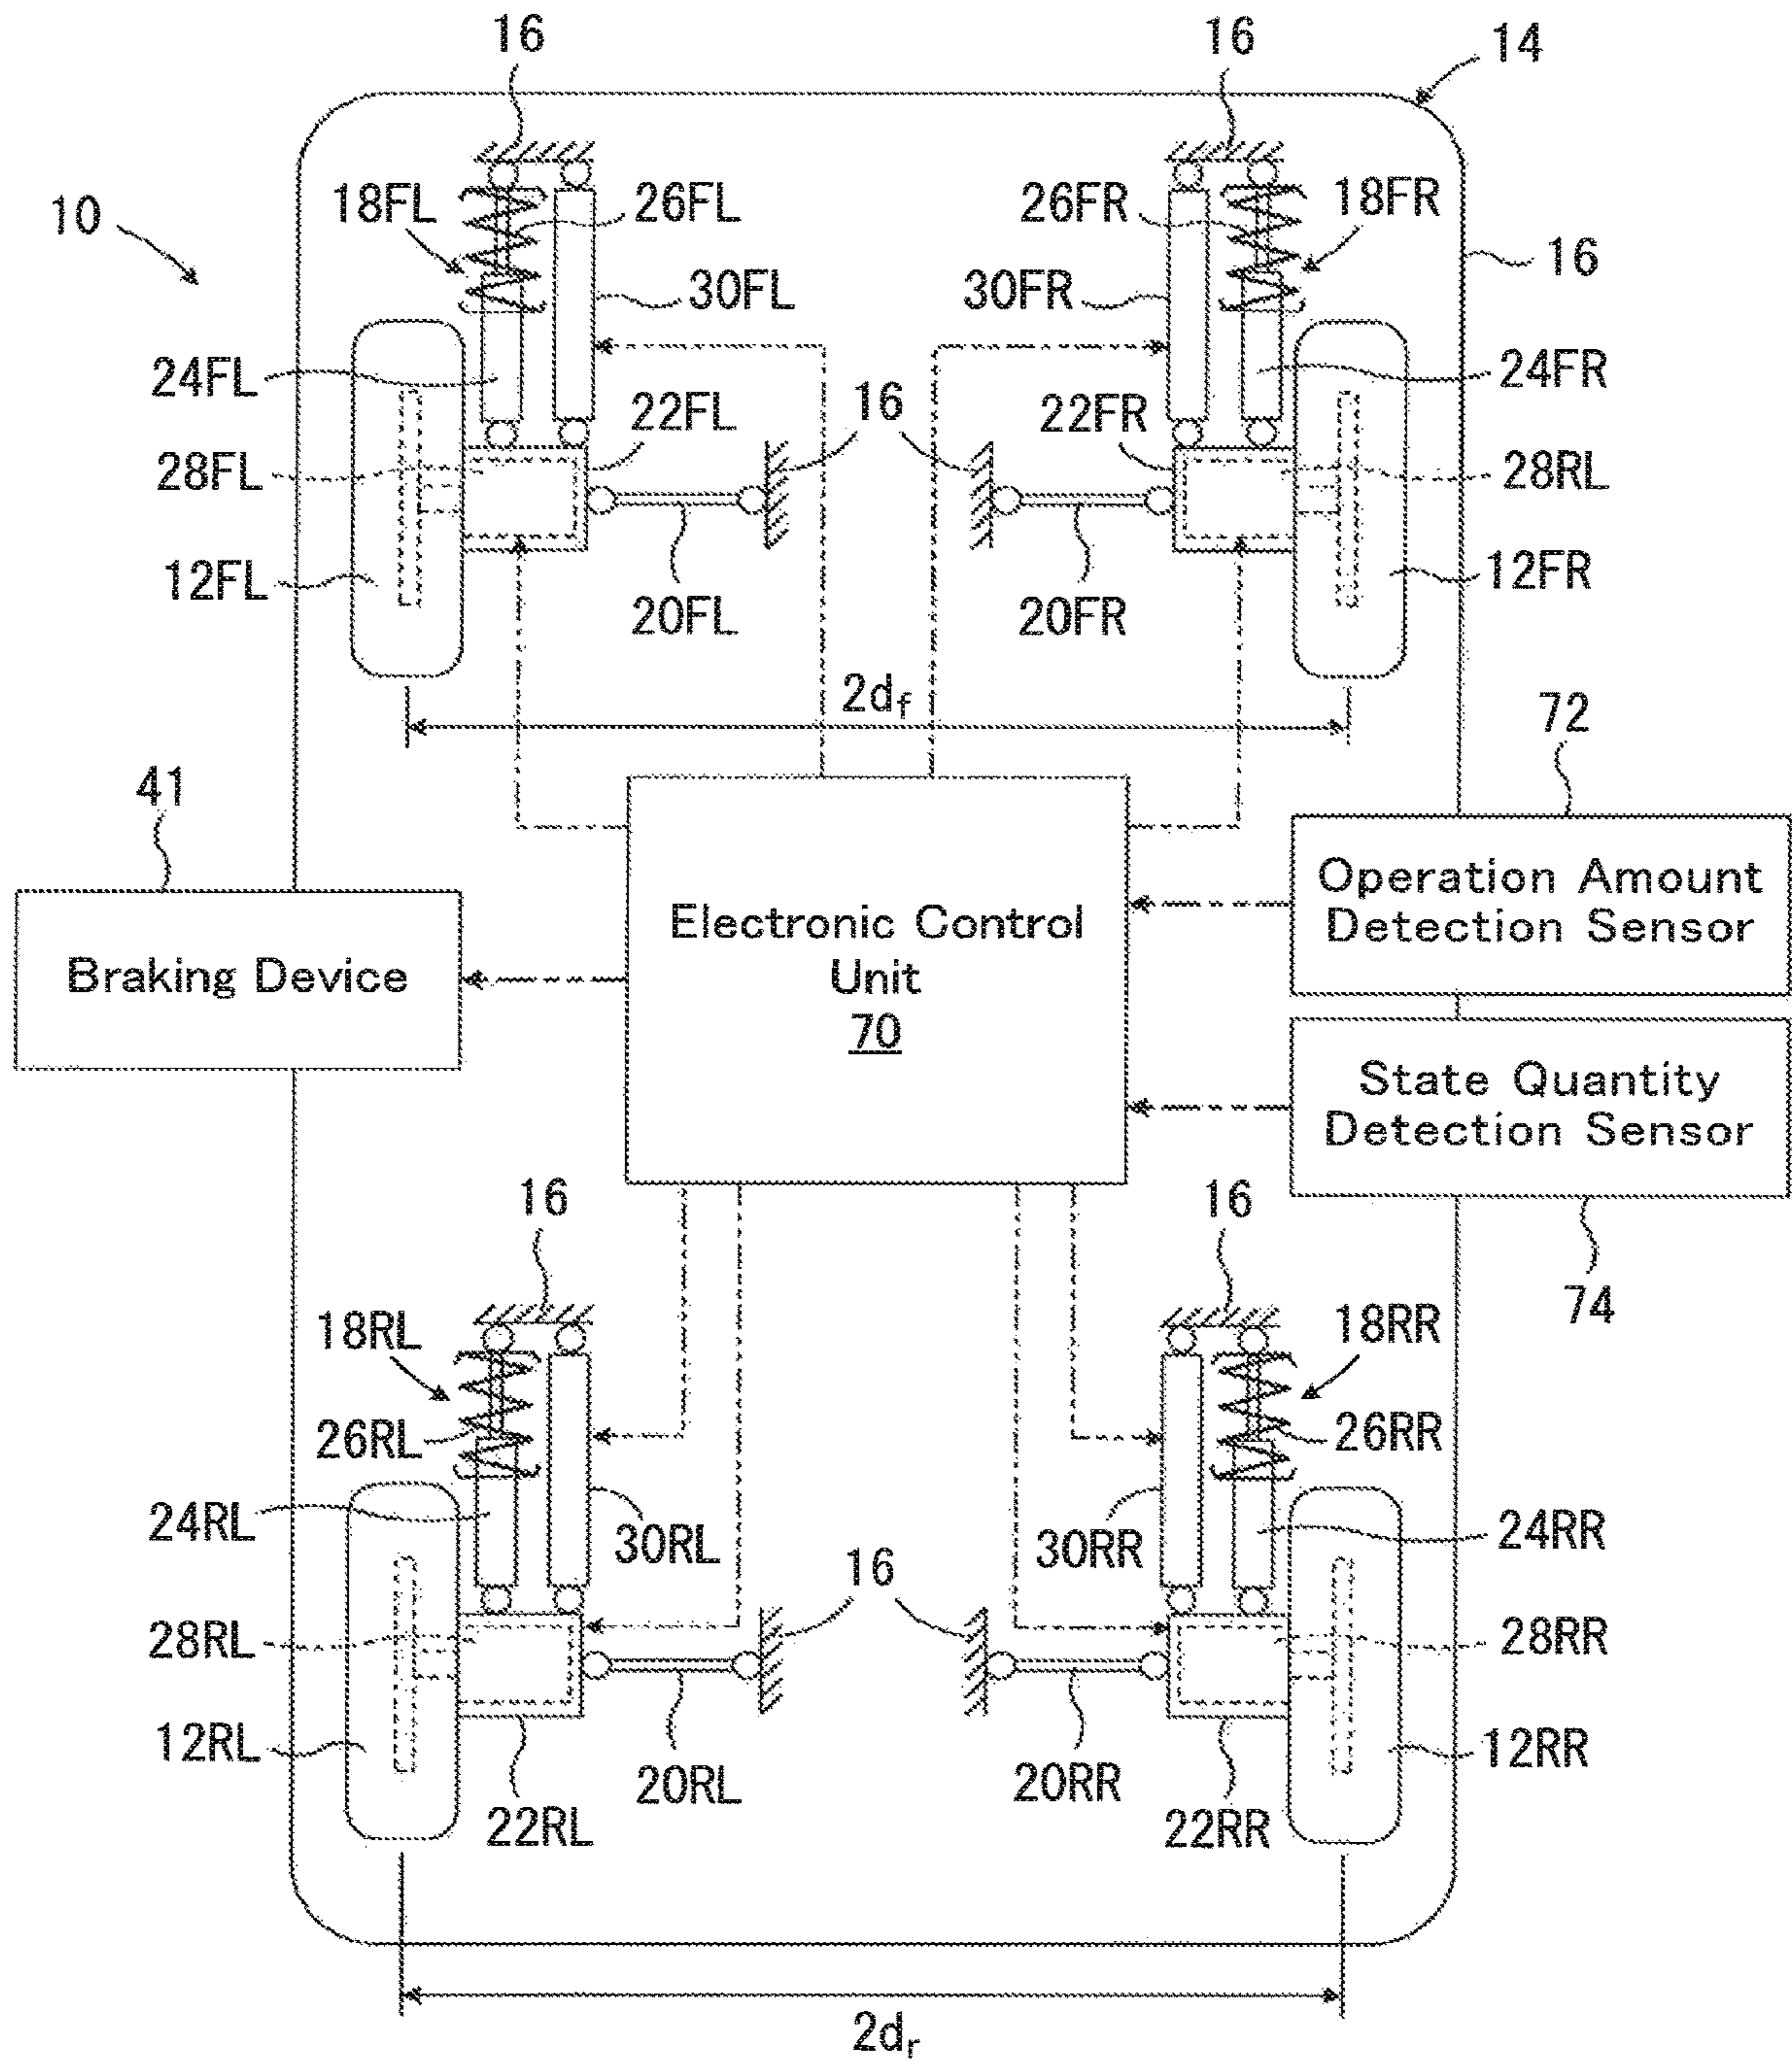 16
16
14
10
18FL
26FL
26FR
18FR
16
30FL
30FR
24FL
22FL
16
22FR
24FR
28FL
28RL
12FL
20FL
20FR
12FR
2df
72
41
Operation Amount
Detection Sensor
Electronic Control
Unit
70
Braking Device
State Quantity
Detection Sensor
16
16
74
18RL
18RR
26RL
26RR
24RL
30RL
16
30RR
24RR
28RL
28RR
12RL
20RL
20RR
12RR
22RL
22RR
2dr